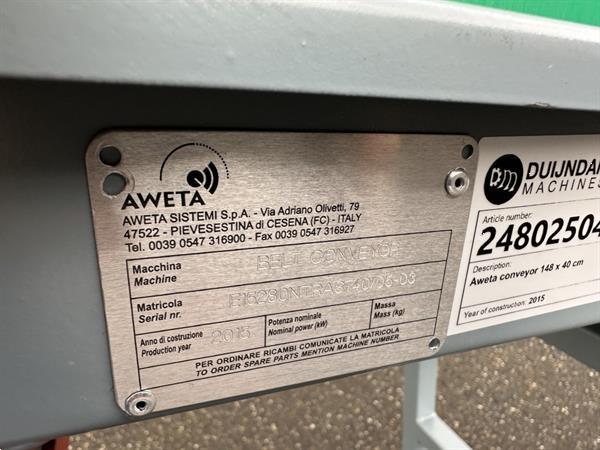 AWETA
AWETA SISTEMI S.p.A. - Via Adriano Olivetti, 79
47522 - PIEVESESTINA di CESENA (FC) - ITALY
Tel. 0039 0547 316900 - Fax 0039 0547 316927
Macchina
Machine
BELT CONVEYOR
Matricola
Serial nr.
Anno di costruzione
Production year
2015
Potenza nominale
Nominal power (kW)
Massa
Mass (kg)
PER ORDINARE RICAMBI COMUNICATE LA MATRICOLA
TO ORDER SPARE PARTS MENTION MACHINE NUMBER
dm
DUIJNDAM
MACHINES
Article number:
24802504
Description:
Aweta conveyor 148 x 40 cm
Year of construction: 2015